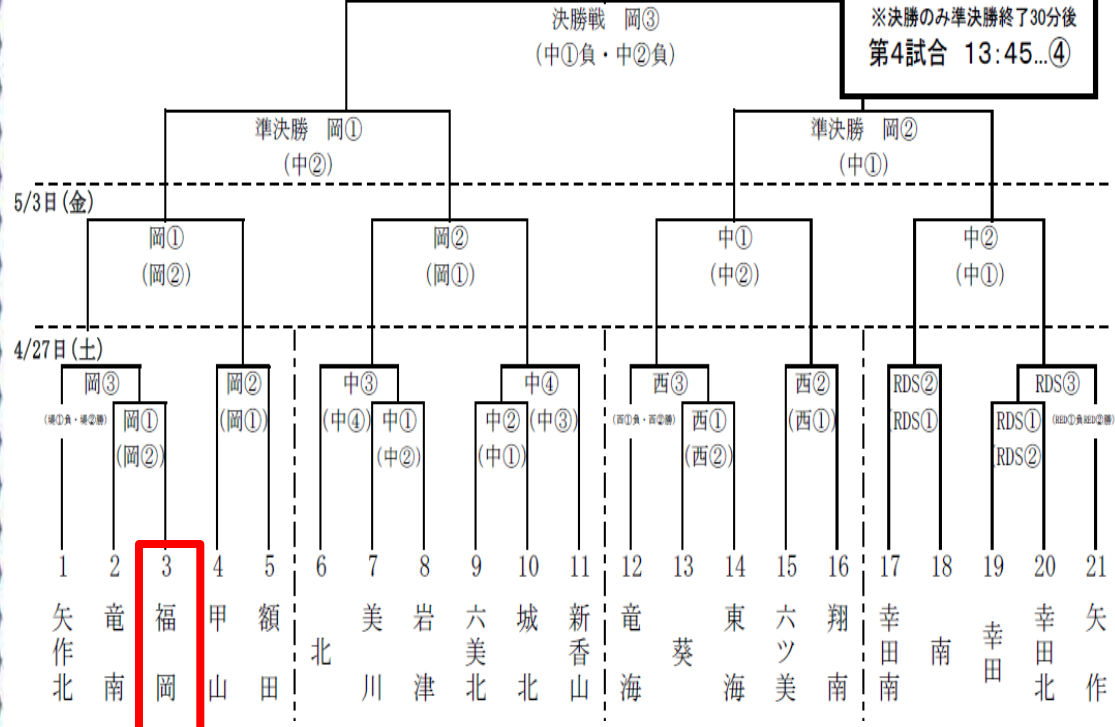 決勝戦 岡③
(中①負・中②負)
※決勝のみ準決勝終了30分後
第4試合 13:45…④
準決勝 岡①
(中②)
準決勝 岡②
(中①)
5/3日(金)
岡①
(岡②)
岡②
(岡①)
中①
(中②)
中②
(中①)
4/27日(土)
岡③
(場①負・場②勝)
岡①
(岡②)
岡②
(岡①)
中③
(中④)
中①
(中②)
中④
(中③)
中②
(中①)
西③
(西①負・西②勝)
西①
(西②)
西②
(西①)
RDS②
(RDS①
RDS③
(RED①負RED②勝)
RDS①
(RDS②
1 2 3 4 5 6 7 8 9 10 11 12 13 14 15 16 17 18 19 20 21
矢作北
竜南
福岡
甲山
額田
北
美川
岩津
六美北
城北
新香山
竜海
葵
東海
六ツ美
翔南
幸田南
南
幸田
幸田北
矢作